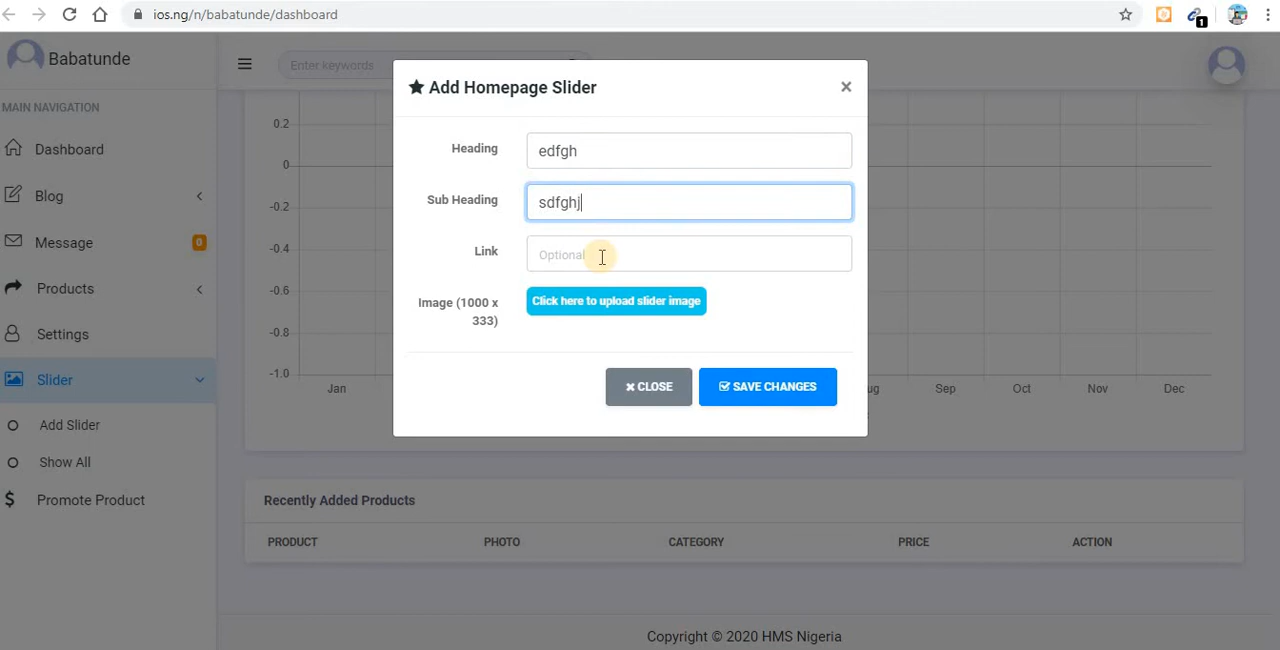 ios.ng/n/babatunde/dashboard
1
Babatunde
Enter keywords
MAIN NAVIGATION
Dashboard
Blog
Message 0
Products
Settings
Slider
Add Slider
Show All
Promote Product
Add Homepage Slider ×
Heading edfgh
Sub Heading sdfghj
Link Optional
Image (1000 x
333)
Click here to upload slider image
CLOSE SAVE CHANGES
0.2
0
-0.2
-0.4
-0.6
-0.8
-1.0
Jan ug Sep Oct Nov Dec
Recently Added Products
PRODUCT PHOTO CATEGORY PRICE ACTION
Copyright © 2020 HMS Nigeria